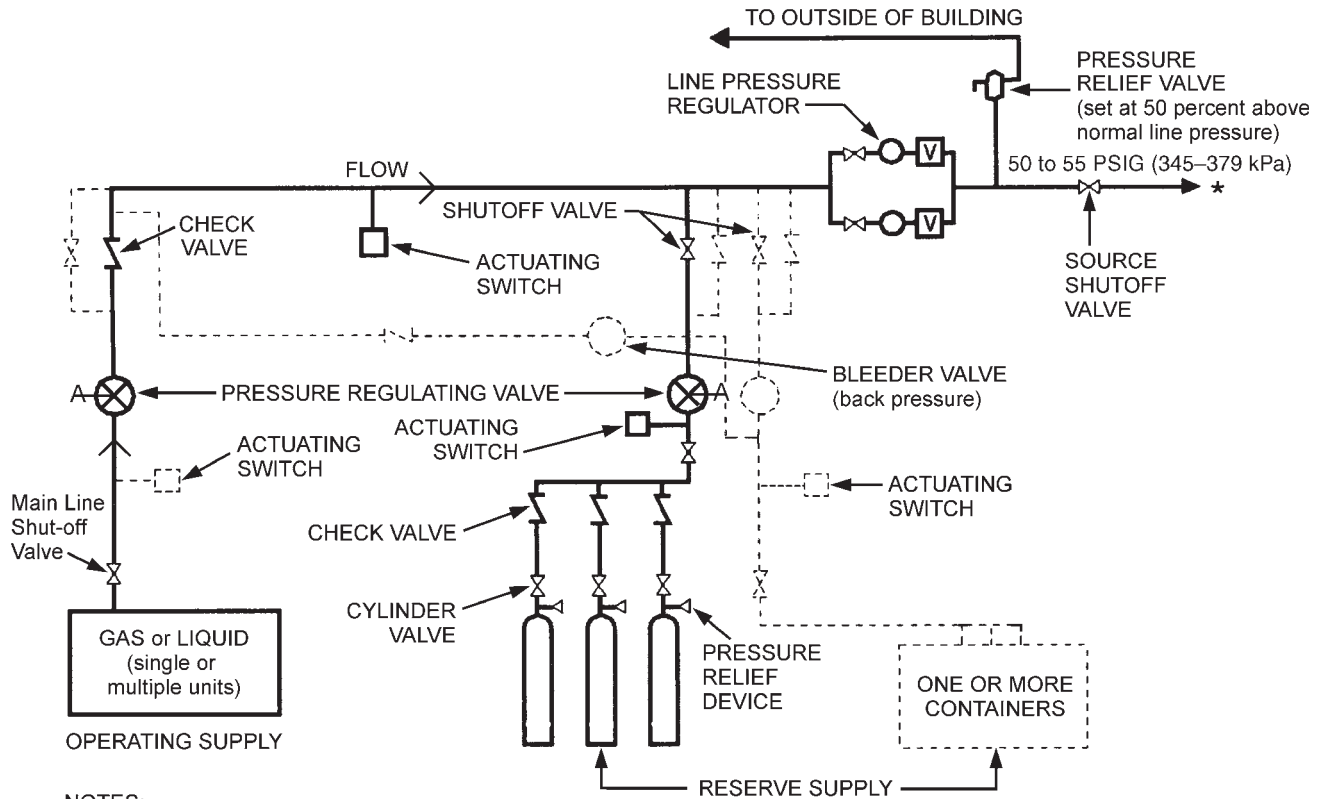 TO OUTSIDE OF BUILDING
LINE PRESSURE
REGULATOR
PRESSURE
RELIEF VALVE
(set at 50 percent above
normal line pressure)
V
50 to 55 PSIG (345–379 kPa)
*
FLOW
SHUTOFF VALVE
V
CHECK
VALVE
ACTUATING
SWITCH
SOURCE
SHUTOFF
VALVE
BLEEDER VALVE
(back pressure)
A
PRESSURE REGULATING VALVE
A
ACTUATING
SWITCH
ACTUATING
SWITCH
ACTUATING
SWITCH
Main Line
Shut-off
Valve
CHECK VALVE
CYLINDER
VALVE
GAS or LIQUID
(single or
multiple units)
PRESSURE
RELIEF
DEVICE
ONE OR MORE
CONTAINERS
OPERATING SUPPLY
RESERVE SUPPLY